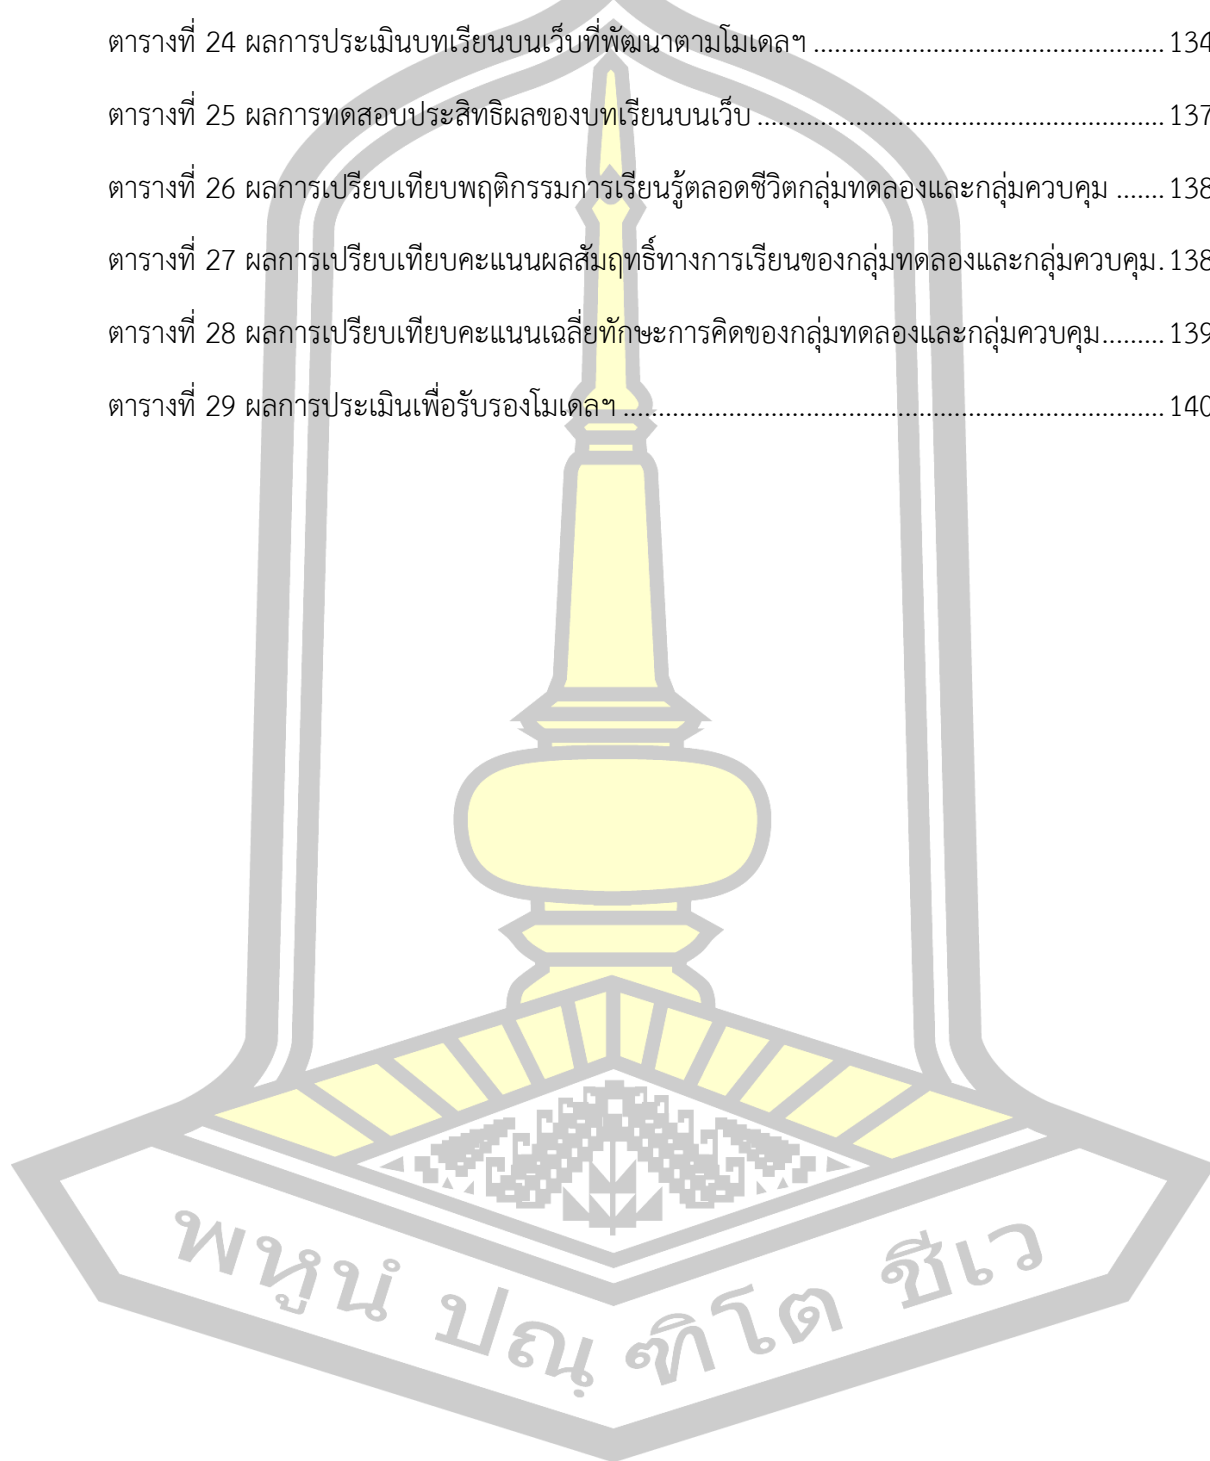 ตารางที่ 24 ผลการประเมินบทเรียนบนเว็บที่พัฒนาตามโมเดลฯ ..................................................... 134
ตารางที่ 25 ผลการทดสอบประสิทธิผลของบทเรียนบนเว็บ ............................................................. 137
ตารางที่ 26 ผลการเปรียบเทียบพฤติกรรมการเรียนรู้ตลอดชีวิตกลุ่มทดลองและกลุ่มควบคุม ....... 138
ตารางที่ 27 ผลการเปรียบเทียบคะแนนผลสัมฤทธิ์ทางการเรียนของกลุ่มทดลองและกลุ่มควบคุม. 138
ตารางที่ 28 ผลการเปรียบเทียบคะแนนเฉลี่ยทักษะการคิดของกลุ่มทดลองและกลุ่มควบคุม......... 139
ตารางที่ 29 ผลการประเมินเพื่อรับรองโมเดลฯ ................................................................................. 140
พหูนํ ปณฺฑิโต ชีเว